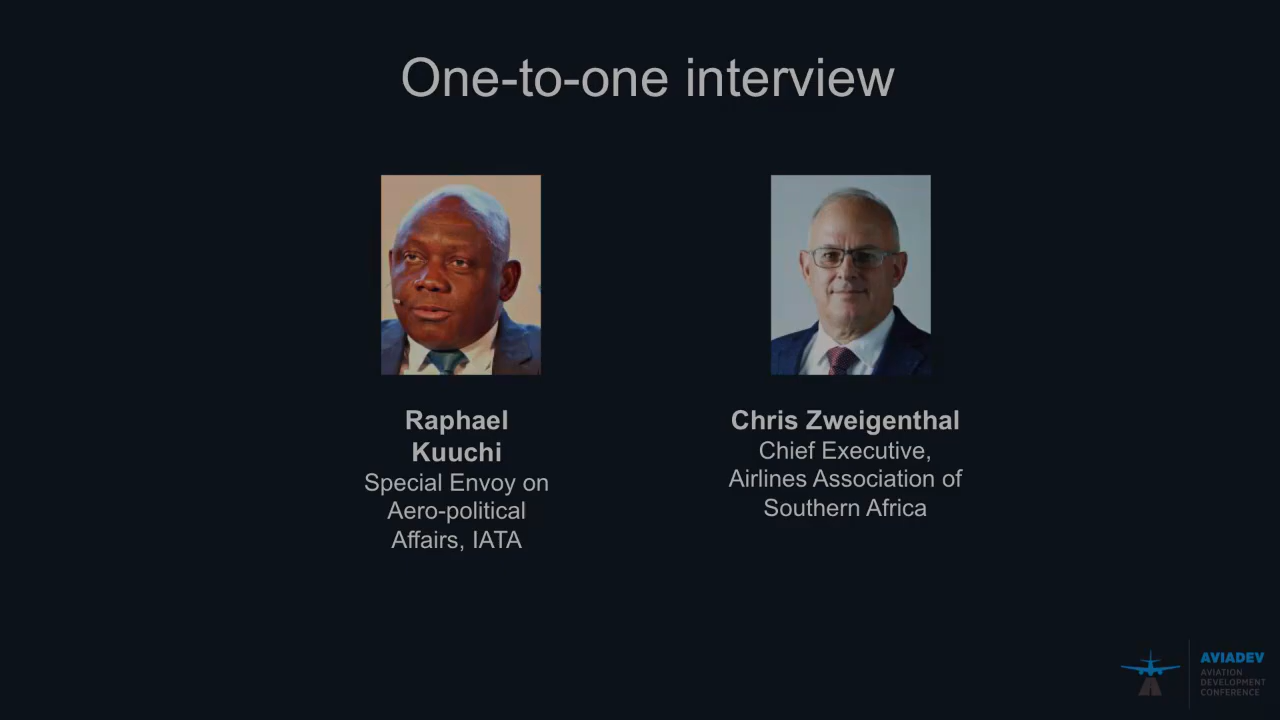 One-to-one interview
Raphael
Kuuchi
Special Envoy on
Aero-political
Affairs, IATA
Chris Zweigenthal
Chief Executive,
Airlines Association of
Southern Africa
AVIADEV
AVIATION
DEVELOPMENT
CONFERENCE